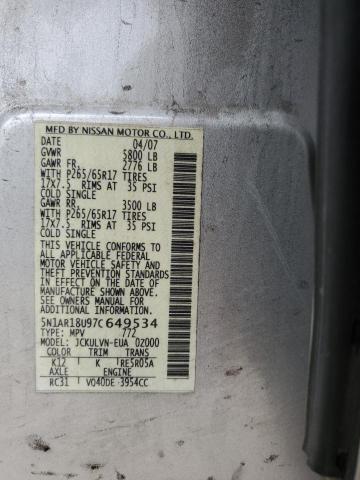 MFD BY NISSAN MOTOR CO., LTD.
DATE 04/07
GVWR 5800 LB
GAWR FR, 2776 LB
WITH P265/65R17 TIRES
17X7.5 RIMS AT 35 PSI
COLD SINGLE
GAWR RR, 3500 LB
WITH P265/65R17 TIRES
17X7.5 RIMS AT 35 PSI
COLD SINGLE
THIS VEHICLE CONFORMS TO
ALL APPLICABLE FEDERAL
MOTOR VEHICLE SAFETY AND
THEFT PREVENTION STANDARDS
IN EFFECT ON THE DATE OF
MANUFACTURE SHOWN ABOVE.
SEE OWNERS MANUAL FOR
ADDITIONAL INFORMATION.
5N1AR18U97C649534
TYPE: MPV 772
MODEL: JCKULVN-EUA 02000
COLOR TRIM TRANS
K12 K RE5R05A
AXLE ENGINE
RC31 VQ40DE 3954CC